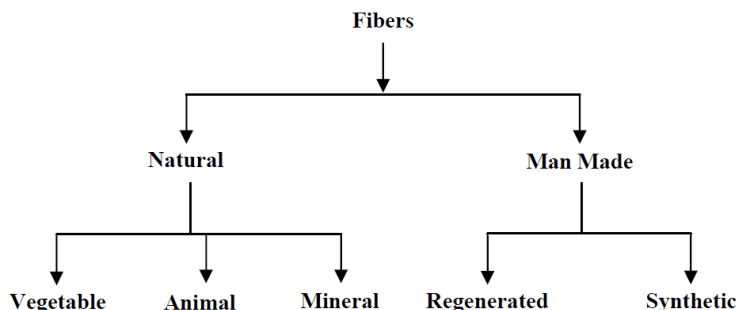 Fibers
Natural
Man Made
Vegetable
Animal
Mineral
Regenerated
Synthetic